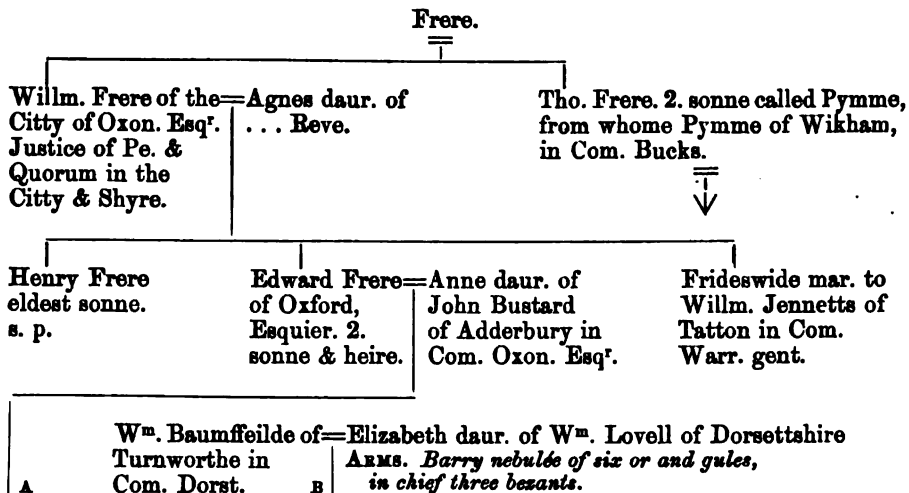 Frere.
Willm. Frere of the=Agnes daur. of
Citty of Oxon. Esqʳ. ... Reve.
Justice of Pe. &
Quorum in the
Citty & Shyre.
Tho. Frere. 2. sonne called Pymme,
from whome Pymme of Wikham,
in Com. Bucks.
Henry Frere
eldest sonne.
s. p.
Edward Frere=Anne daur. of
of Oxford, John Bustard
Esquier. 2. of Adderbury in
sonne & heire. Com. Oxon. Esqʳ.
Frideswide mar. to
Willm. Jennetts of
Tatton in Com.
Warr. gent.
Wᵐ. Baumffeilde of=Elizabeth daur. of Wᵐ. Lovell of Dorsettshire
Turnworthe in ARMS. Barry nebulée of six or and gules,
A Com. Dorst. B in chief three bezants.